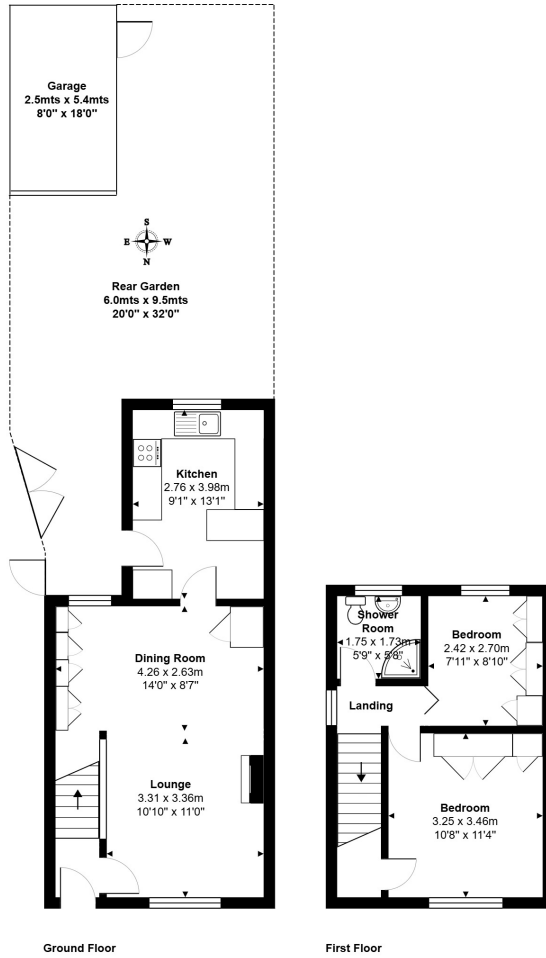 Garage
2.5mts x 5.4mts
8'0" x 18'0"
S
E W
N
Rear Garden
6.0mts x 9.5mts
20'0" x 32'0"
Kitchen
2.76 x 3.98m
9'1" x 13'1"
Dining Room
4.26 x 2.63m
14'0" x 8'7"
Lounge
3.31 x 3.36m
10'10" x 11'0"
Ground Floor
Shower
Room
1.75 x 1.73m
5'9" x 5'8"
Bedroom
2.42 x 2.70m
7'11" x 8'10"
Landing
Bedroom
3.25 x 3.46m
10'8" x 11'4"
First Floor